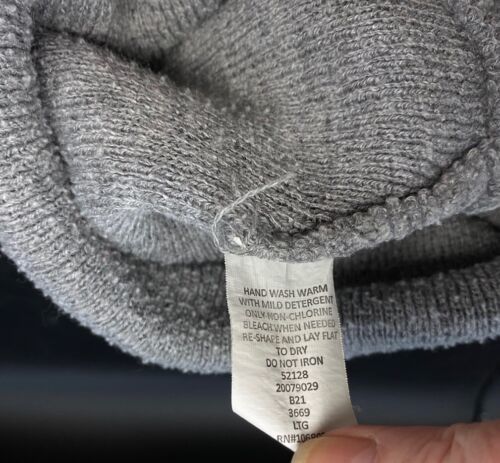 HAND WASH WARM
WITH MILD DETERGENT
ONLY NON-CHLORINE
BLEACH WHEN NEEDED
RE-SHAPE AND LAY FLAT
TO DRY
DO NOT IRON
52128
20079029
B21
3669
LTG